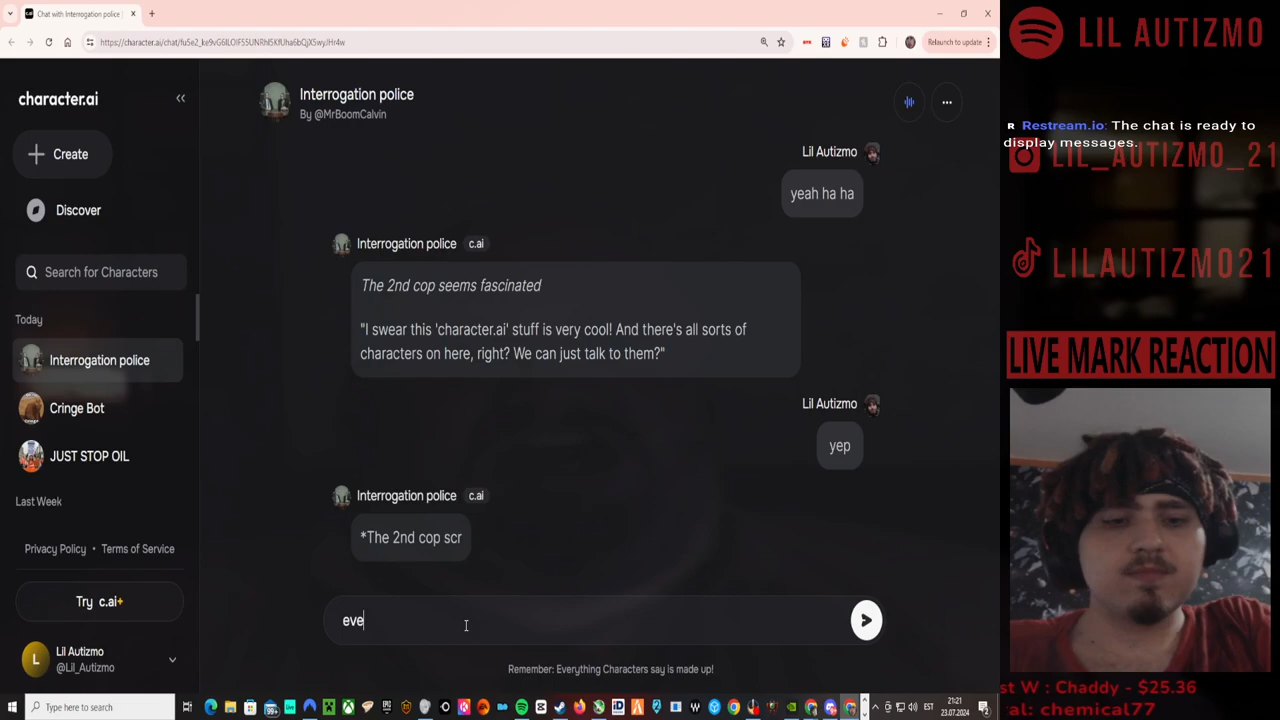 Chat with Interrogation police |
https://character.ai/chat/
Relaunch to update
character.ai
Create
Discover
Search for Characters
Today
Interrogation police
Cringe Bot
JUST STOP OIL
Last Week
Privacy Policy • Terms of Service
Try c.ai+
L
Lil Autizmo
@Lil_Autizmo
Interrogation police
By @MrBoomCalvin
Lil Autizmo
yeah ha ha
Interrogation police c.ai
The 2nd cop seems fascinated
"I swear this 'character.ai' stuff is very cool! And there's all sorts of
characters on here, right? We can just talk to them?"
Lil Autizmo
yep
Interrogation police c.ai
*The 2nd cop scr
eve
Remember: Everything Characters say is made up!
LIL AUTIZMO
R Restream.io: The chat is ready to
display messages.
LIL_AUTIZMO_21
LILAUTIZMO21
LIVE MARK REACTION
st W : Chaddy - $25.36
al: chemical77
Type here to search
99+
EST
21:21
23.07.2024
2